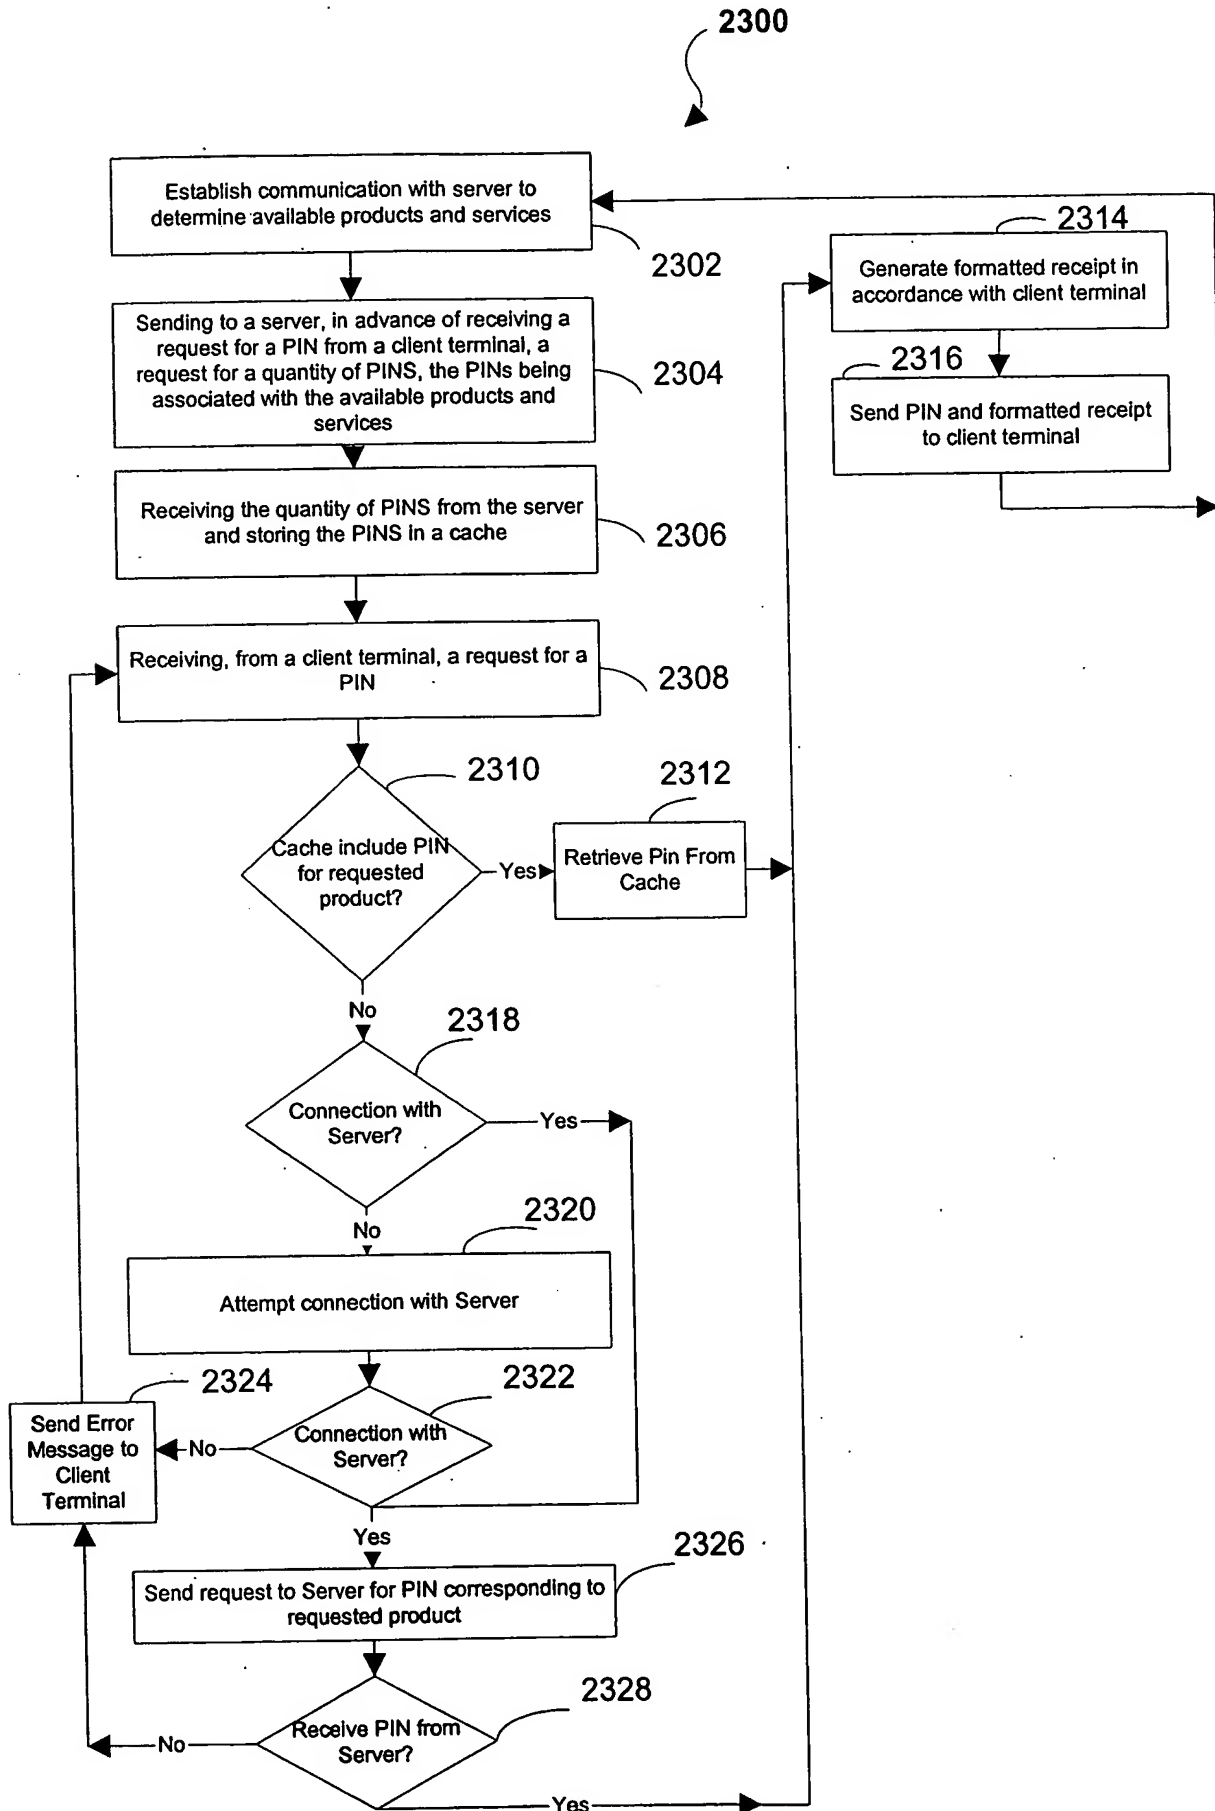 2300
Establish communication with server to
determine available products and services
2302
Sending to a server, in advance of receiving a
request for a PIN from a client terminal, a
request for a quantity of PINS, the PINs being
associated with the available products and
services
2304
Receiving the quantity of PINS from the server
and storing the PINS in a cache
2306
Receiving, from a client terminal, a request for a
PIN
2308
2310
Cache include PIN
for requested
product?
Yes
2312
Retrieve Pin From
Cache
2314
Generate formatted receipt in
accordance with client terminal
2316
Send PIN and formatted receipt
to client terminal
No
2318
Connection with
Server?
Yes
No
2320
Attempt connection with Server
2322
Connection with
Server?
No
2324
Send Error
Message to
Client
Terminal
Yes
2326
Send request to Server for PIN corresponding to
requested product
2328
Receive PIN from
Server?
No
Yes